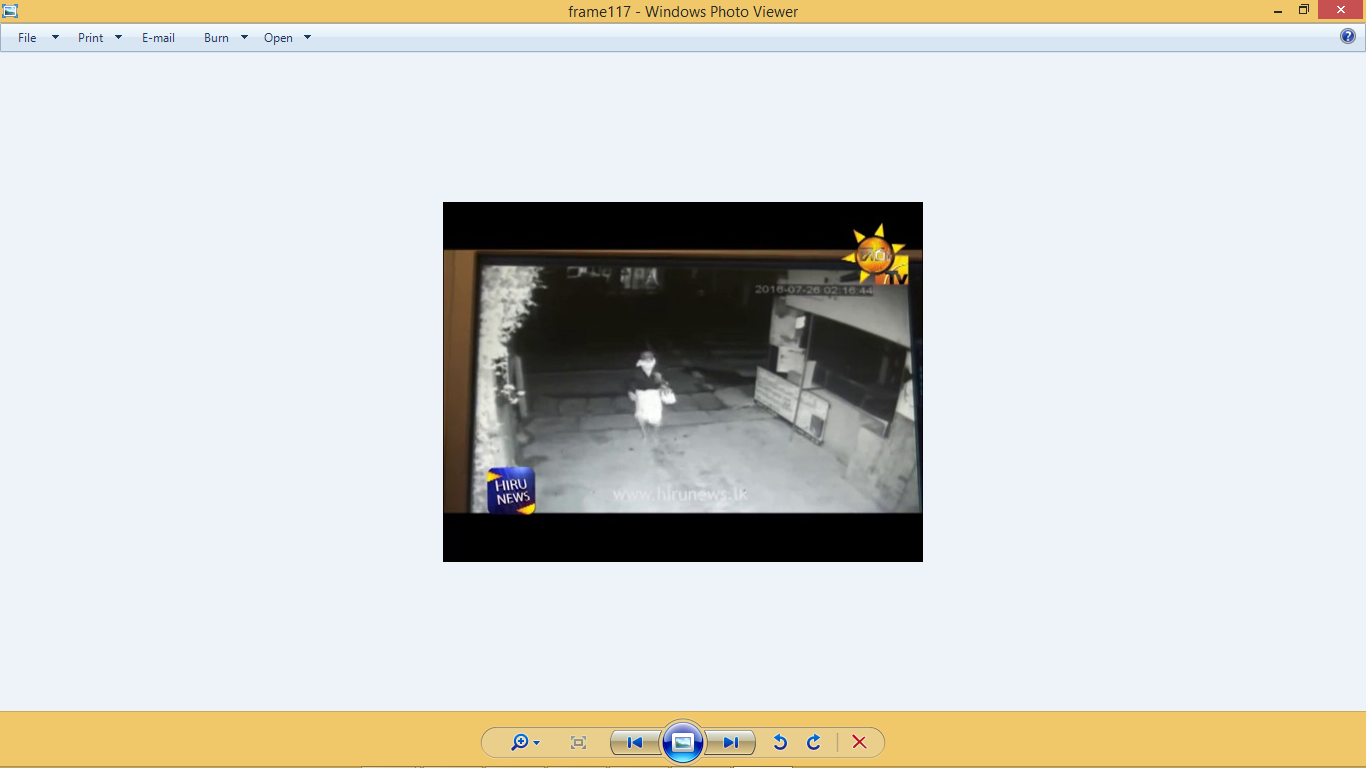 frame117 - Windows Photo Viewer
File Print E-mail Burn Open
හිරු
TV
2016-07-26 02:16:44
HIRU
NEWS
www.hirunews.lk